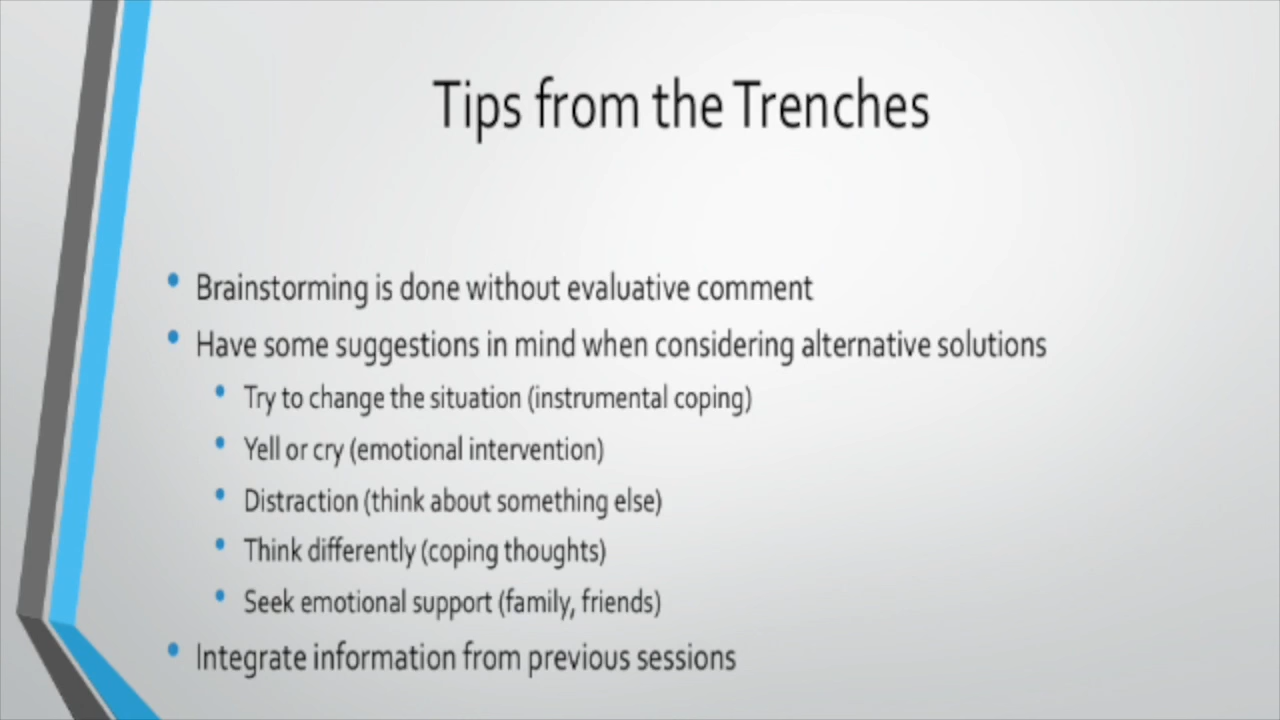 Tips from the Trenches
• Brainstorming is done without evaluative comment
• Have some suggestions in mind when considering alternative solutions
• Try to change the situation (instrumental coping)
• Yell or cry (emotional intervention)
• Distraction (think about something else)
• Think differently (coping thoughts)
• Seek emotional support (family, friends)
• Integrate information from previous sessions